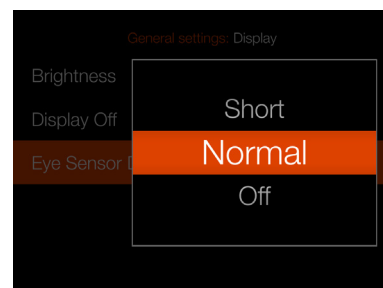 General settings: Display
Brightness
Display Off
Eye Sensor
Short
Normal
Off